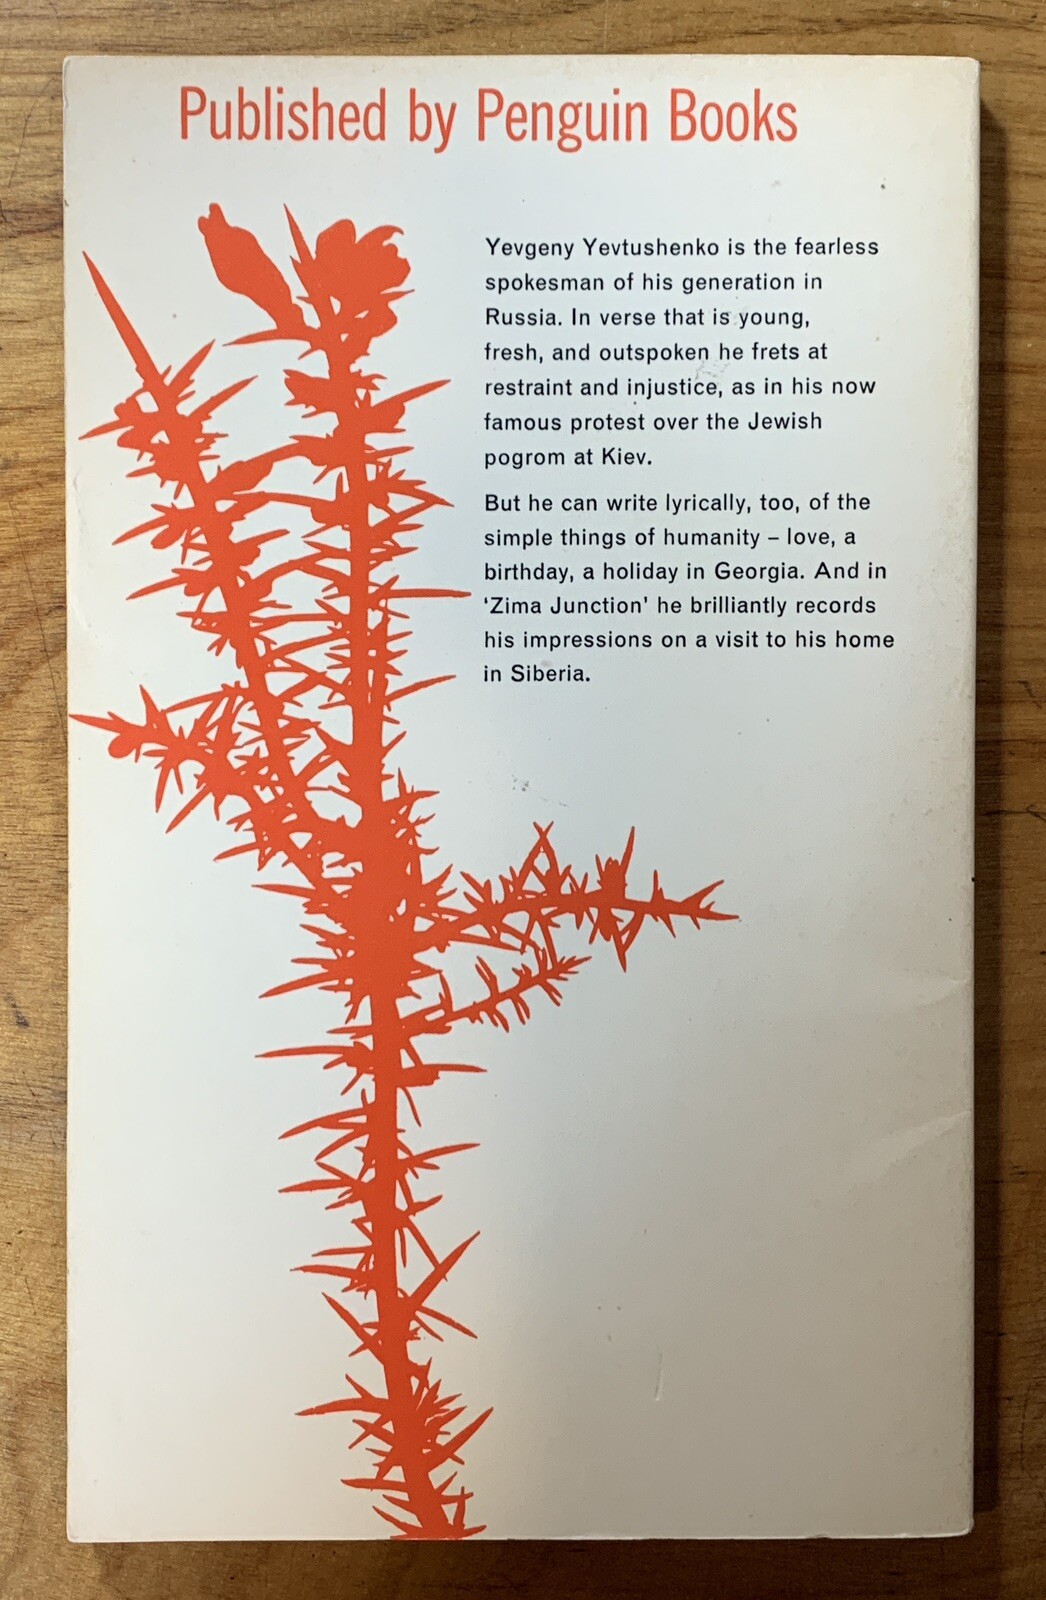 Published by Penguin Books
Yevgeny Yevtushenko is the fearless
spokesman of his generation in
Russia. In verse that is young,
fresh, and outspoken he frets at
restraint and injustice, as in his now
famous protest over the Jewish
pogrom at Kiev.
But he can write lyrically, too, of the
simple things of humanity – love, a
birthday, a holiday in Georgia. And in
‘Zima Junction’ he brilliantly records
his impressions on a visit to his home
in Siberia.